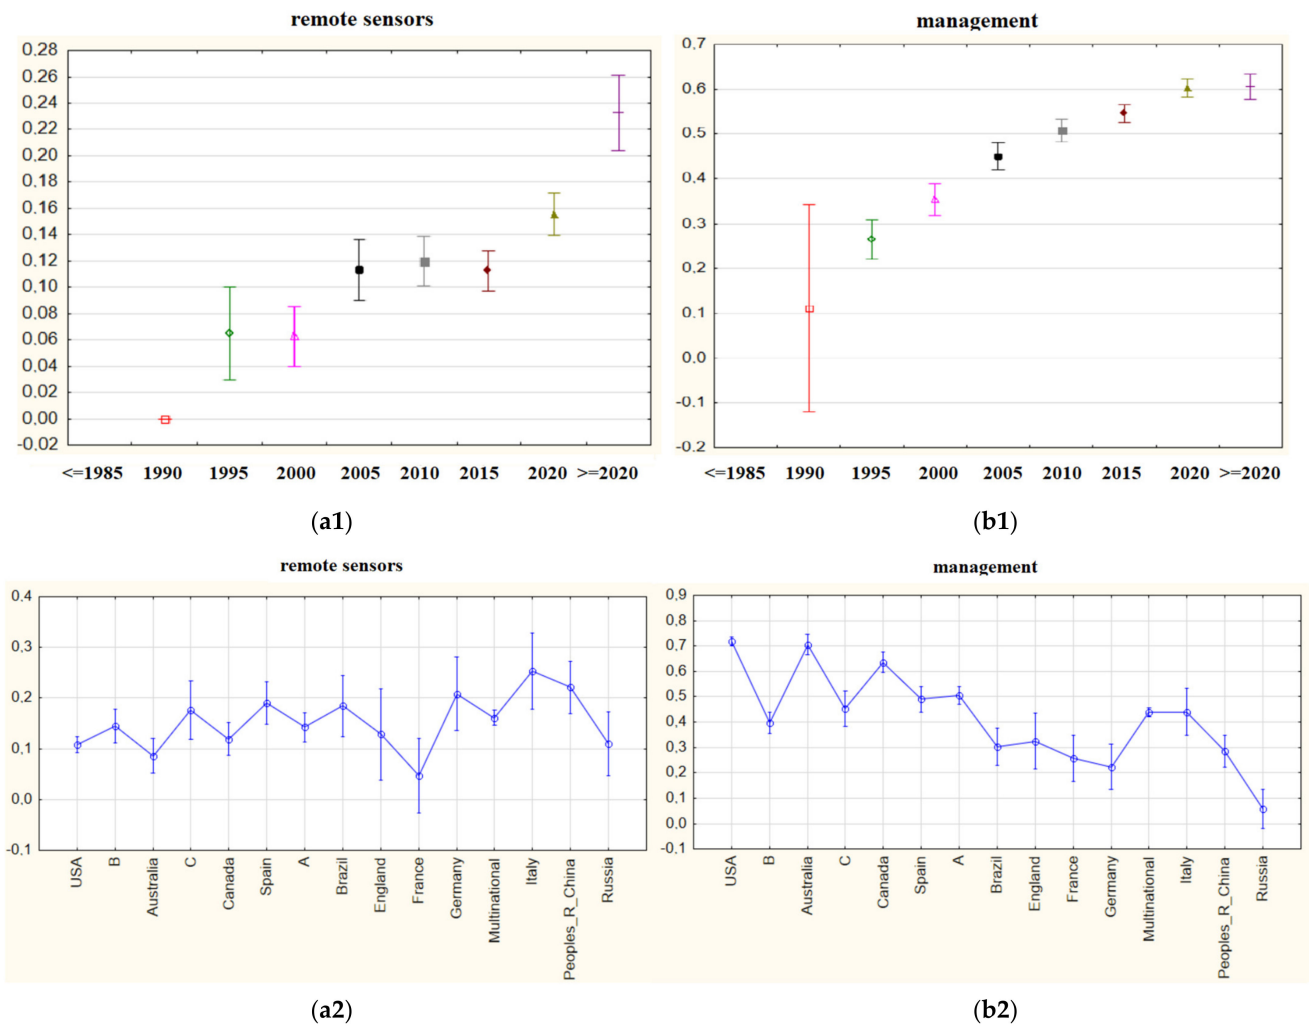 remote sensors
0,28
0,26
0,24
0,22
0,20
0,18
0,16
0,14
0,12
0,10
0,08
0,06
0,04
0,02
0,00
-0,02
<=1985 1990 1995 2000 2005 2010 2015 2020 >=2020
(a1)
management
0,7
0,6
0,5
0,4
0,3
0,2
0,1
0,0
-0,1
-0,2
<=1985 1990 1995 2000 2005 2010 2015 2020 >=2020
(b1)
remote sensors
0,4
0,3
0,2
0,1
0,0
-0,1
USA
B
Australia
C
Canada
Spain
A
Brazil
England
France
Germany
Multinational
Italy
Peoples_R_China
Russia
(a2)
management
0,9
0,8
0,7
0,6
0,5
0,4
0,3
0,2
0,1
0,0
-0,1
USA
B
Australia
C
Canada
Spain
A
Brazil
England
France
Germany
Multinational
Italy
Peoples_R_China
Russia
(b2)